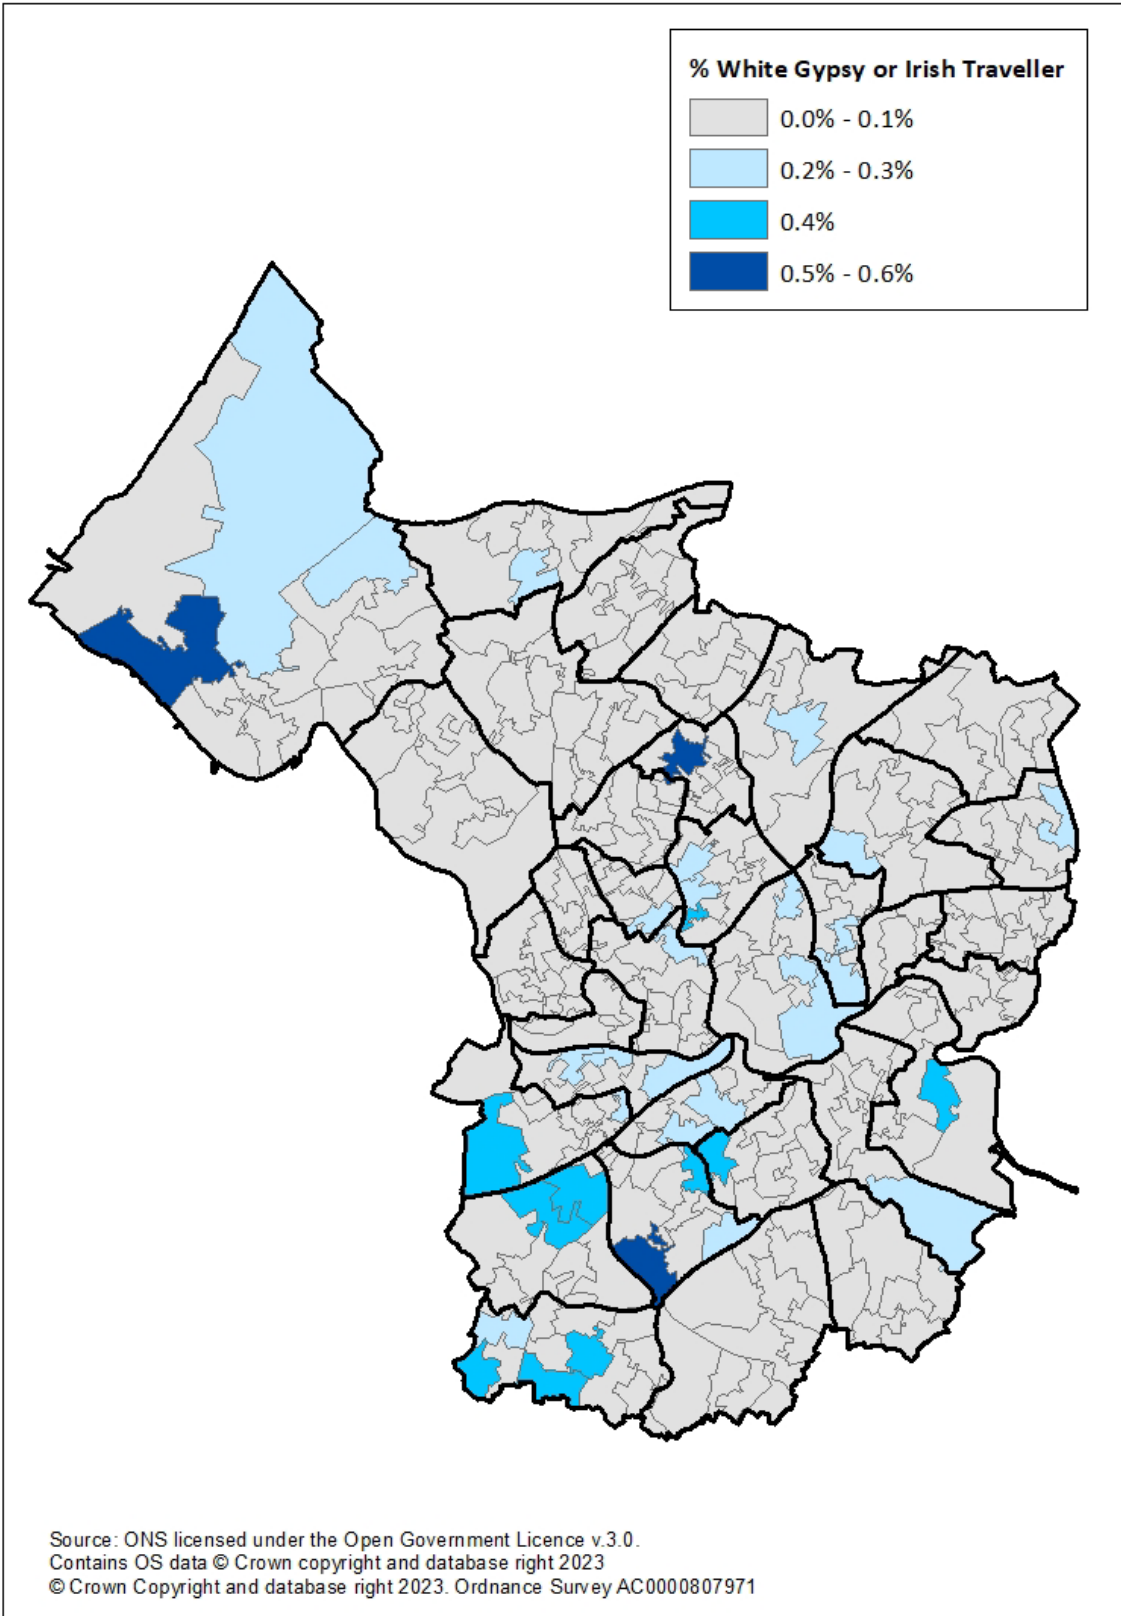 % White Gypsy or Irish Traveller
0.0% - 0.1%
0.2% - 0.3%
0.4%
0.5% - 0.6%
Source: ONS licensed under the Open Government Licence v.3.0.
Contains OS data © Crown copyright and database right 2023
© Crown Copyright and database right 2023. Ordnance Survey AC0000807971